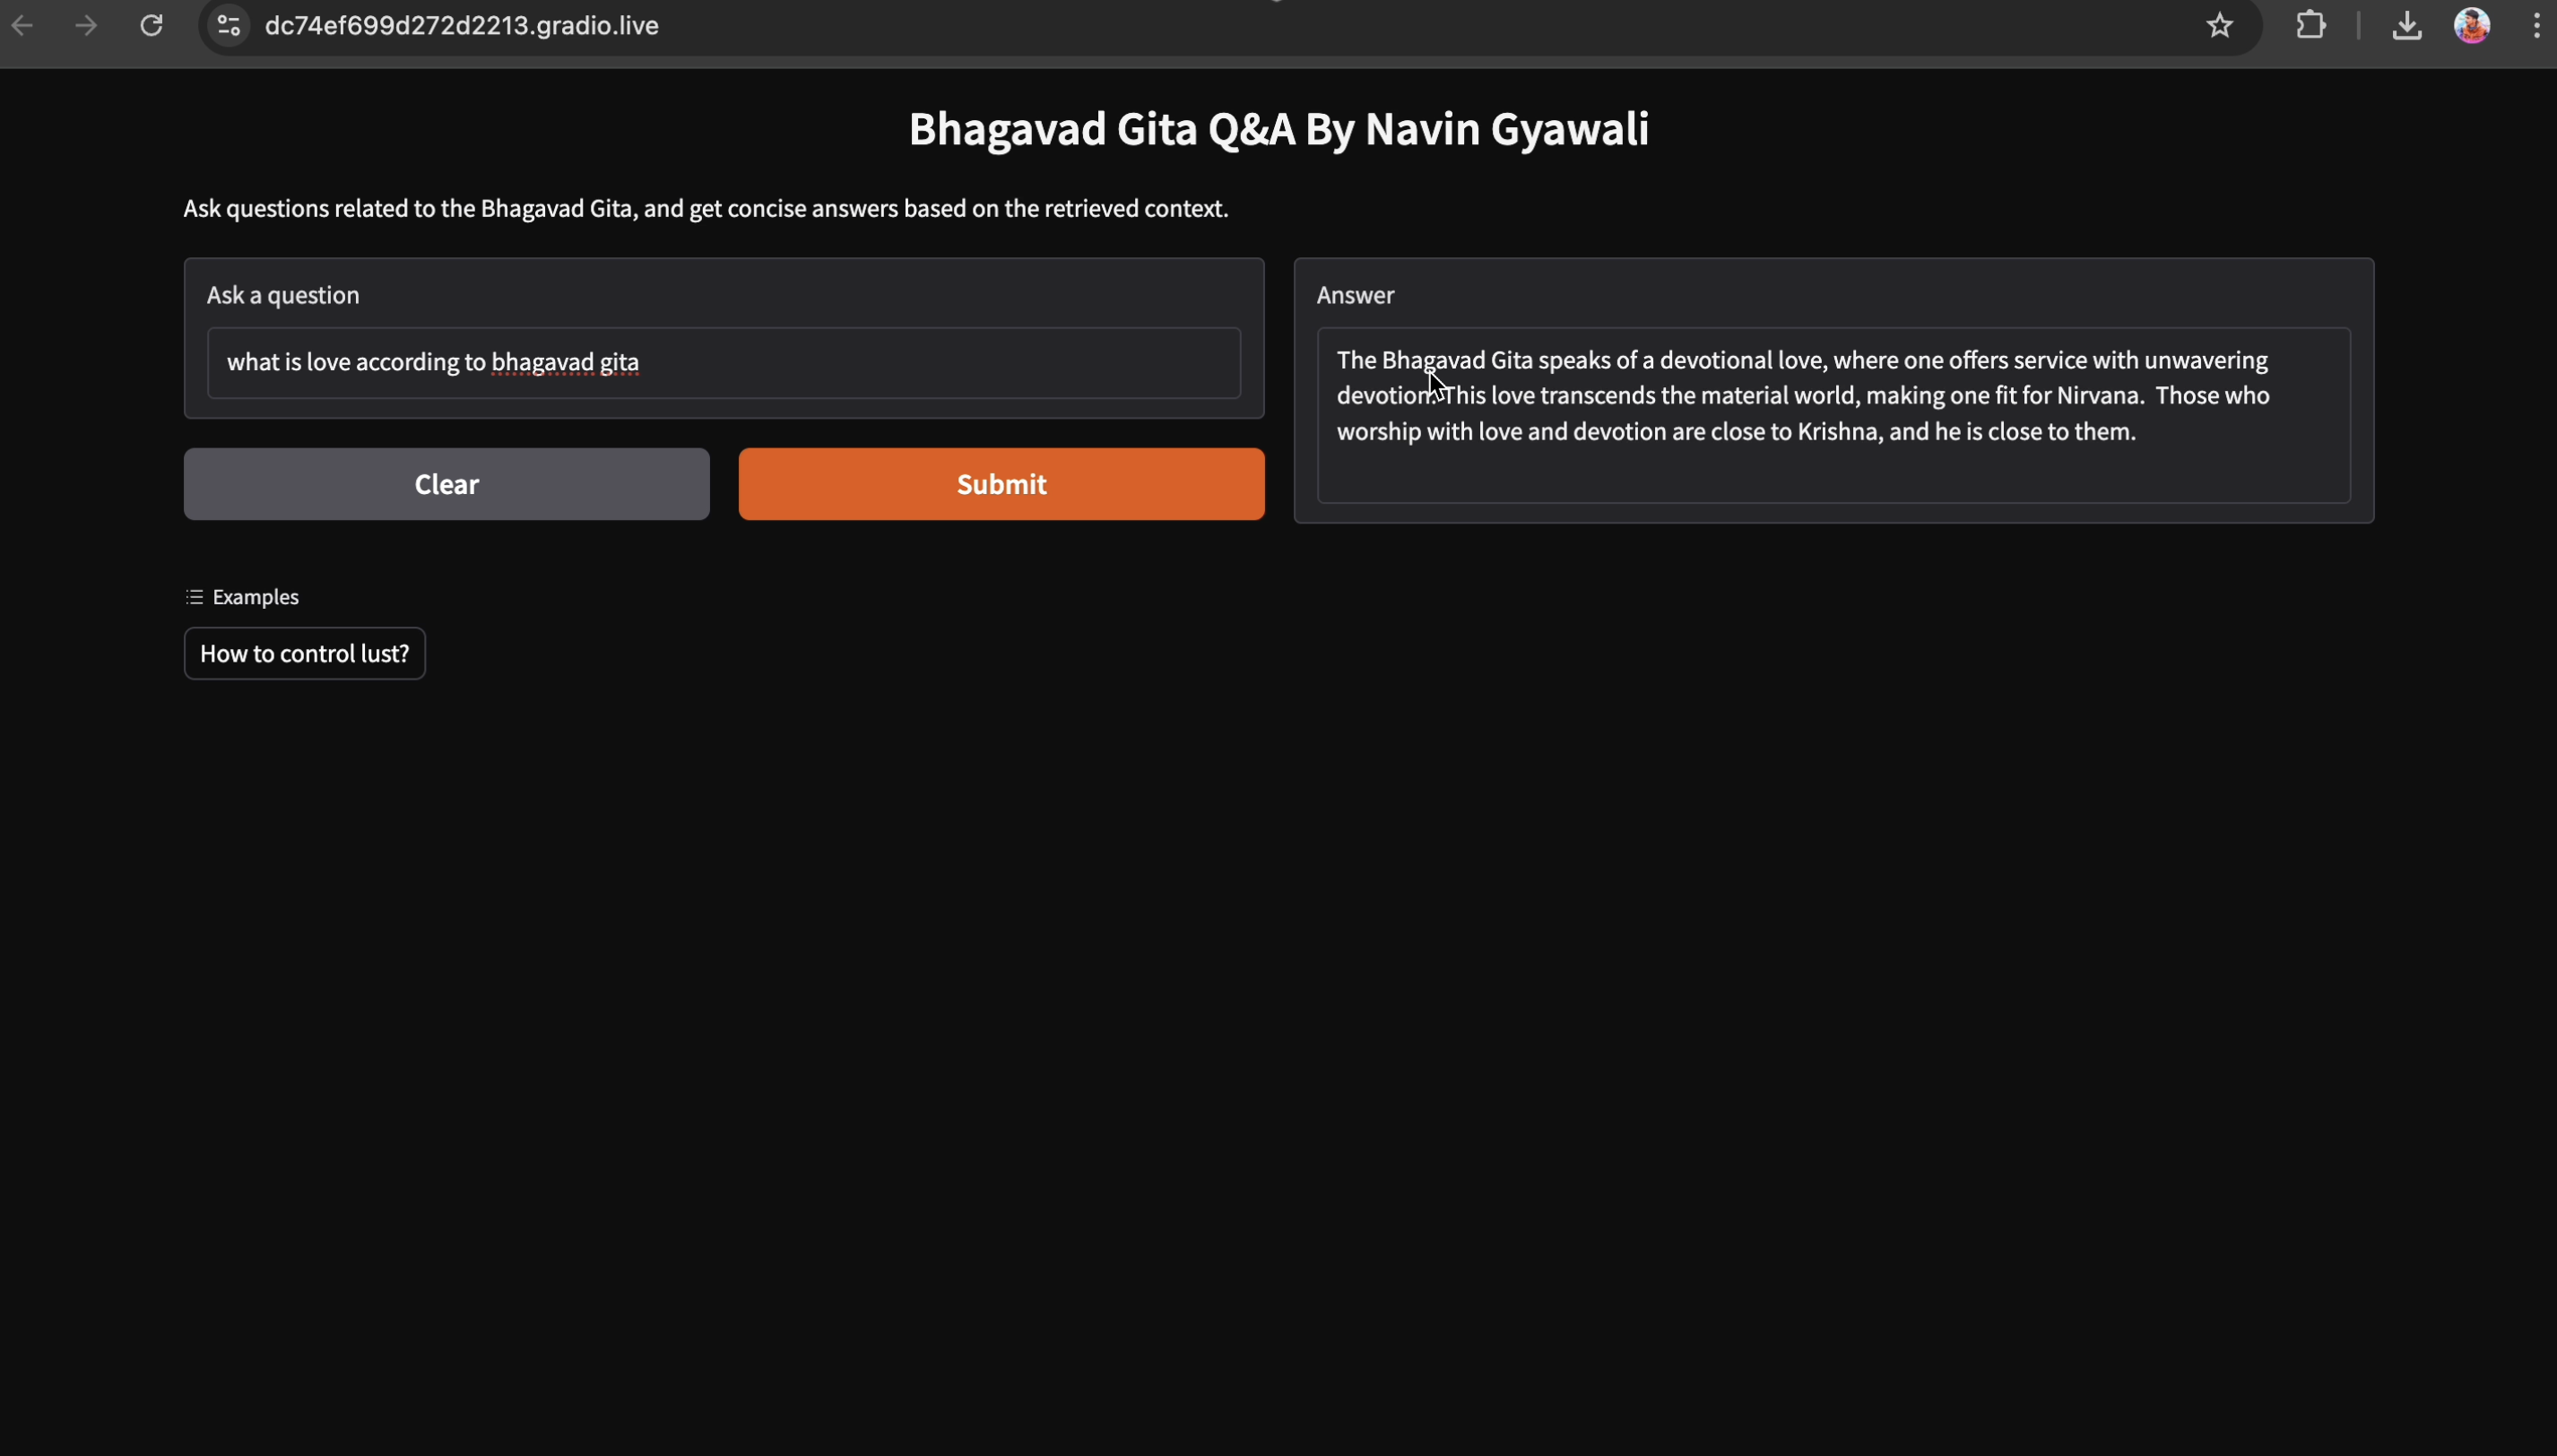 dc74ef699d272d2213.gradio.live
Bhagavad Gita Q&A By Navin Gyawali
Ask questions related to the Bhagavad Gita, and get concise answers based on the retrieved context.
Ask a question
what is love according to bhagavad gita
Clear
Submit
Answer
The Bhagavad Gita speaks of a devotional love, where one offers service with unwavering
devotion. This love transcends the material world, making one fit for Nirvana. Those who
worship with love and devotion are close to Krishna, and he is close to them.
Examples
How to control lust?